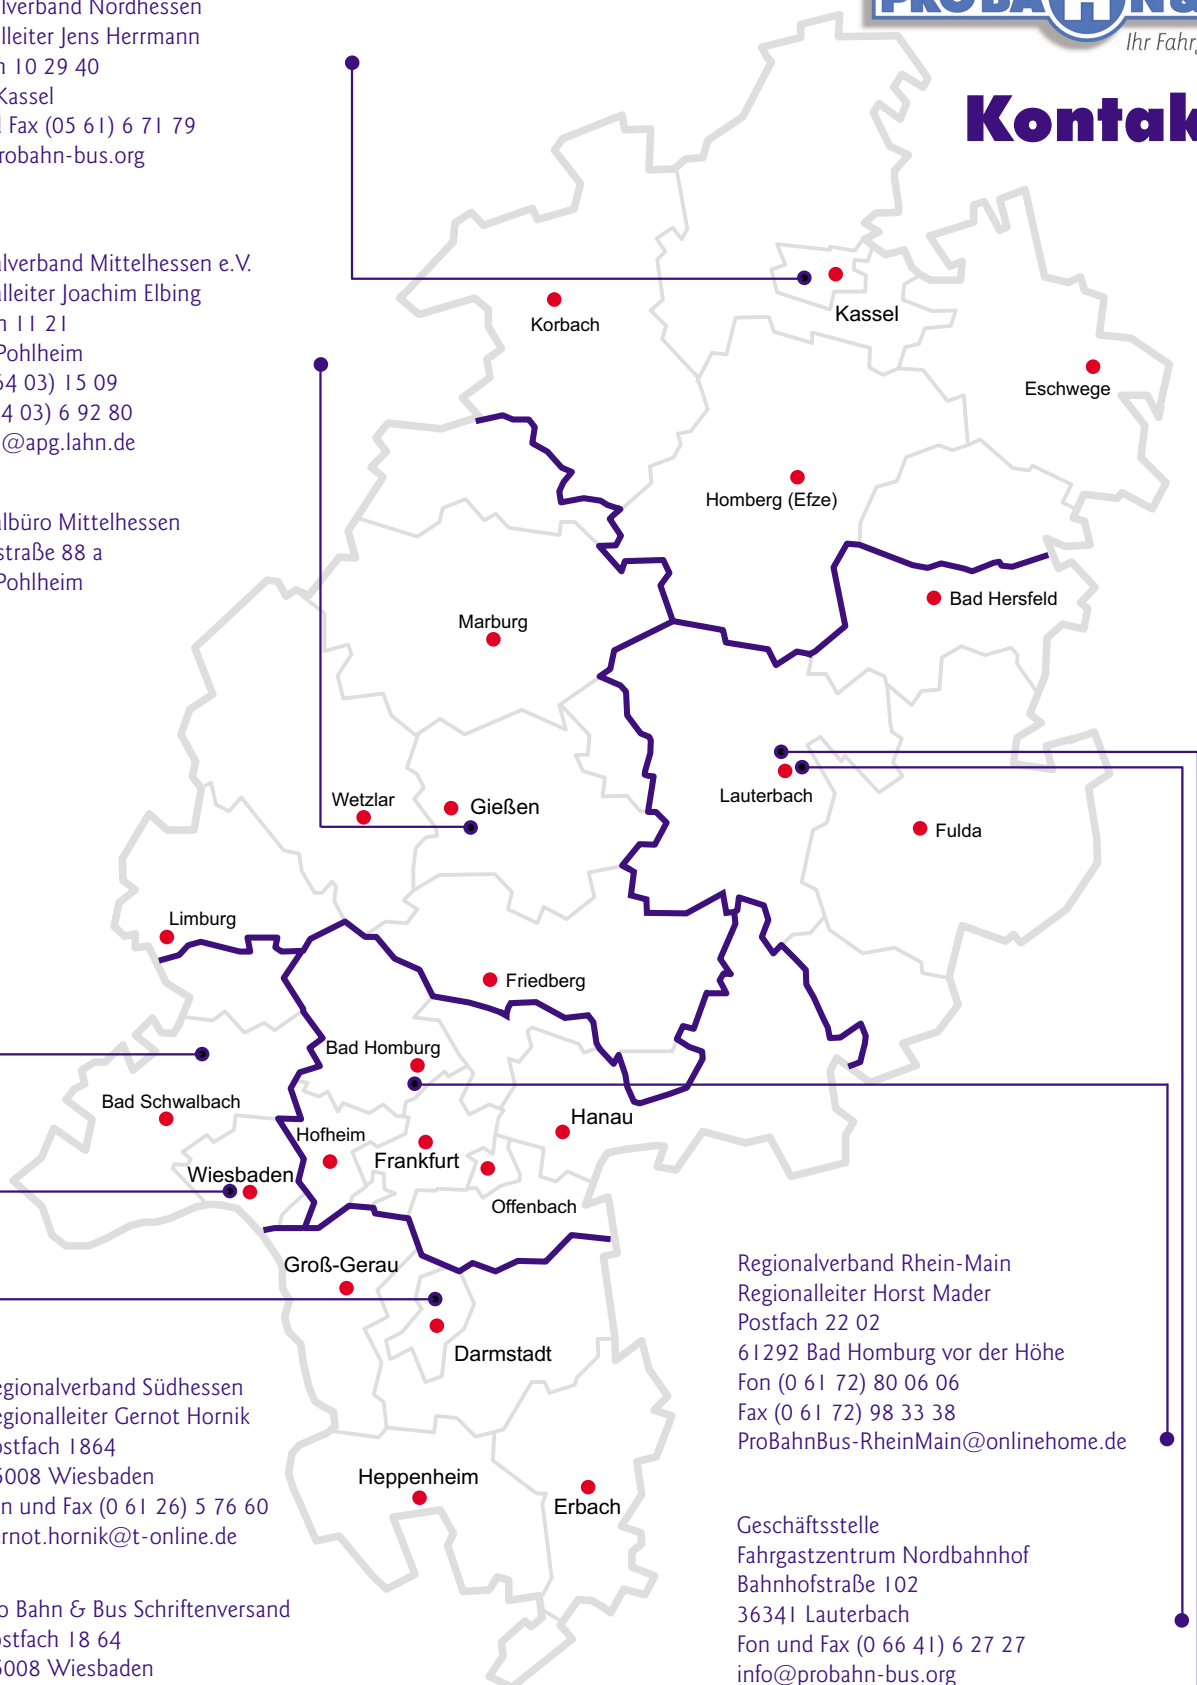 lverband Nordhessen
lleiter Jens Herrmann
10 29 40
Kassel
Fax (05 61) 6 71 79
robahn-bus.org
lverband Mittelhessen e.V.
lleiter Joachim Elbing
11 21
Pohlheim
64 03) 15 09
4 03) 6 92 80
@apg.lahn.de
lbüro Mittelhessen
straße 88 a
Pohlheim
PRO BAHN &
Ihr Fahrg
Kontak
Kassel
Korbach
Eschwege
Homberg (Efze)
Bad Hersfeld
Marburg
Lauterbach
Wetzlar
Gießen
Fulda
Limburg
Friedberg
Bad Homburg
Bad Schwalbach
Hanau
Hofheim
Frankfurt
Wiesbaden
Offenbach
Groß-Gerau
Darmstadt
Heppenheim
Erbach
egionalverband Südhessen
egionalleiter Gernot Hornik
ostfach 1864
5008 Wiesbaden
n und Fax (0 61 26) 5 76 60
ernot.hornik@t-online.de
o Bahn & Bus Schriftenversand
ostfach 18 64
5008 Wiesbaden
Regionalverband Rhein-Main
Regionalleiter Horst Mader
Postfach 22 02
61292 Bad Homburg vor der Höhe
Fon (0 61 72) 80 06 06
Fax (0 61 72) 98 33 38
ProBahnBus-RheinMain@onlinehome.de
Geschäftsstelle
Fahrgastzentrum Nordbahnhof
Bahnhofstraße 102
36341 Lauterbach
Fon und Fax (0 66 41) 6 27 27
info@probahn-bus.org